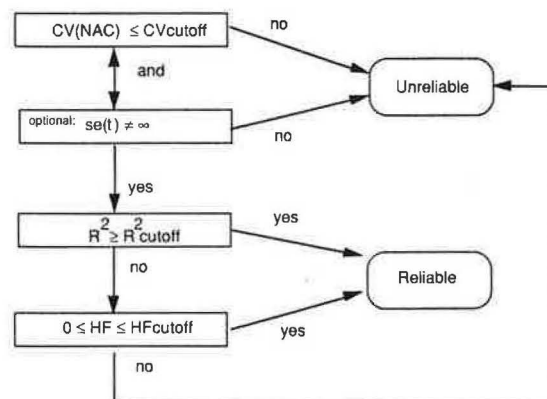 CV(NAC) ≤ CVcutoff
no
and
Unreliable
optional: se(t) ≠ ∞
no
yes
R² ≥ R²cutoff
yes
no
Reliable
0 ≤ HF ≤ HFcutoff
yes
no